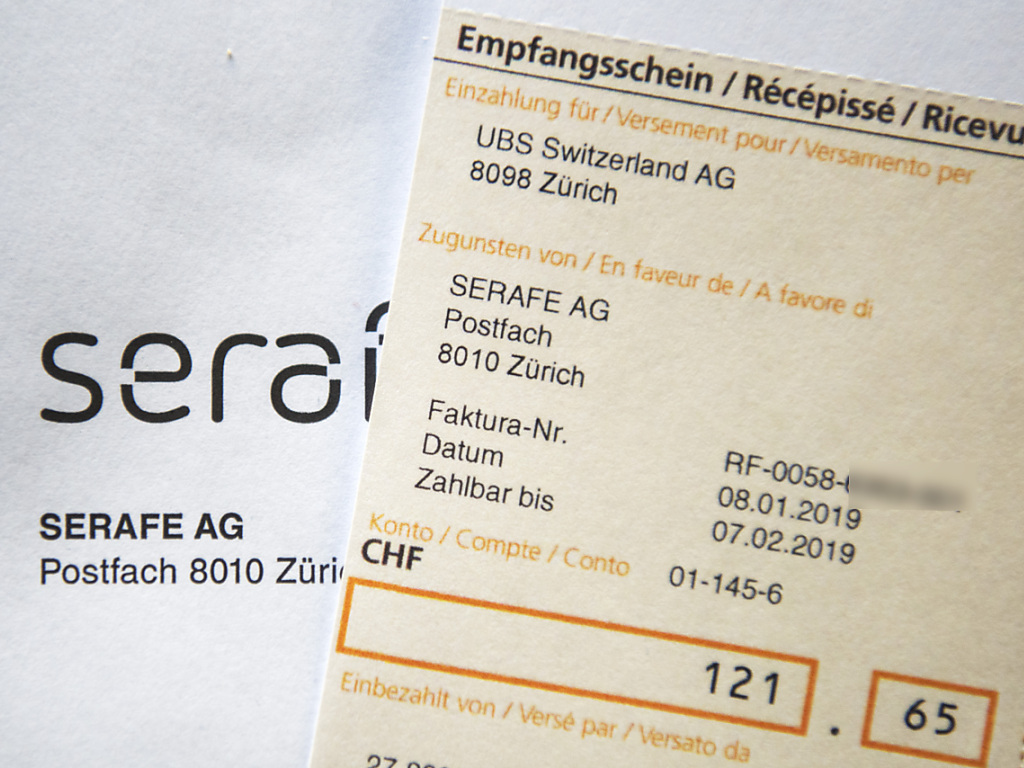 seraf
SERAFE AG
Postfach 8010 Züri
Empfangsschein / Récépissé / Ricevu
Einzahlung für / Versement pour / Versamento per
UBS Switzerland AG
8098 Zürich
Zugunsten von / En faveur de / A favore di
SERAFE AG
Postfach
8010 Zürich
Faktura-Nr. RF-0058-
Datum 08.01.2019
Zahlbar bis 07.02.2019
Konto / Compte / Conto 01-145-6
CHF
121 . 65
Einbezahlt von / Versé par / Versato da